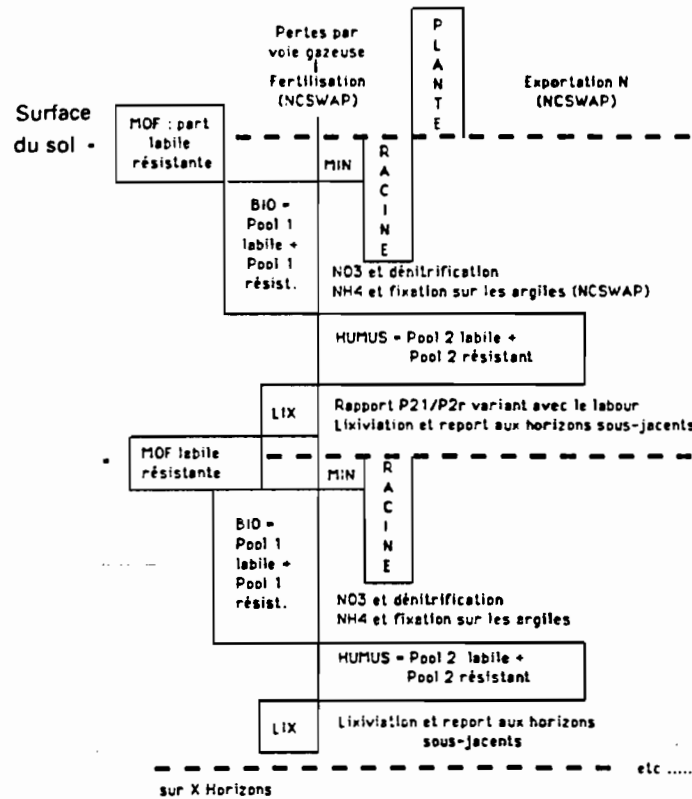 Pertes par
voie gazeuse
Fertilisation
(NCSWAP)
PLANTE
Exportation N
(NCSWAP)
Surface
du sol -
MOF : part
labile
résistante
MIN
RACINE
BIO =
Pool 1
labile +
Pool 1
résist.
NO3 et dénitrification
NH4 et fixation sur les argiles (NCSWAP)
HUMUS = Pool 2 labile +
Pool 2 résistant
LIX
Rapport P21/P2r variant avec le labour
Lixiviation et report aux horizons sous-jacents
MOF labile
résistante
MIN
RACINE
BIO =
Pool 1
labile +
Pool 1
résist.
NO3 et dénitrification
NH4 et fixation sur les argiles
HUMUS = Pool 2 labile +
Pool 2 résistant
LIX
Lixiviation et report aux horizons
sous-jacents
etc .....
sur X Horizons